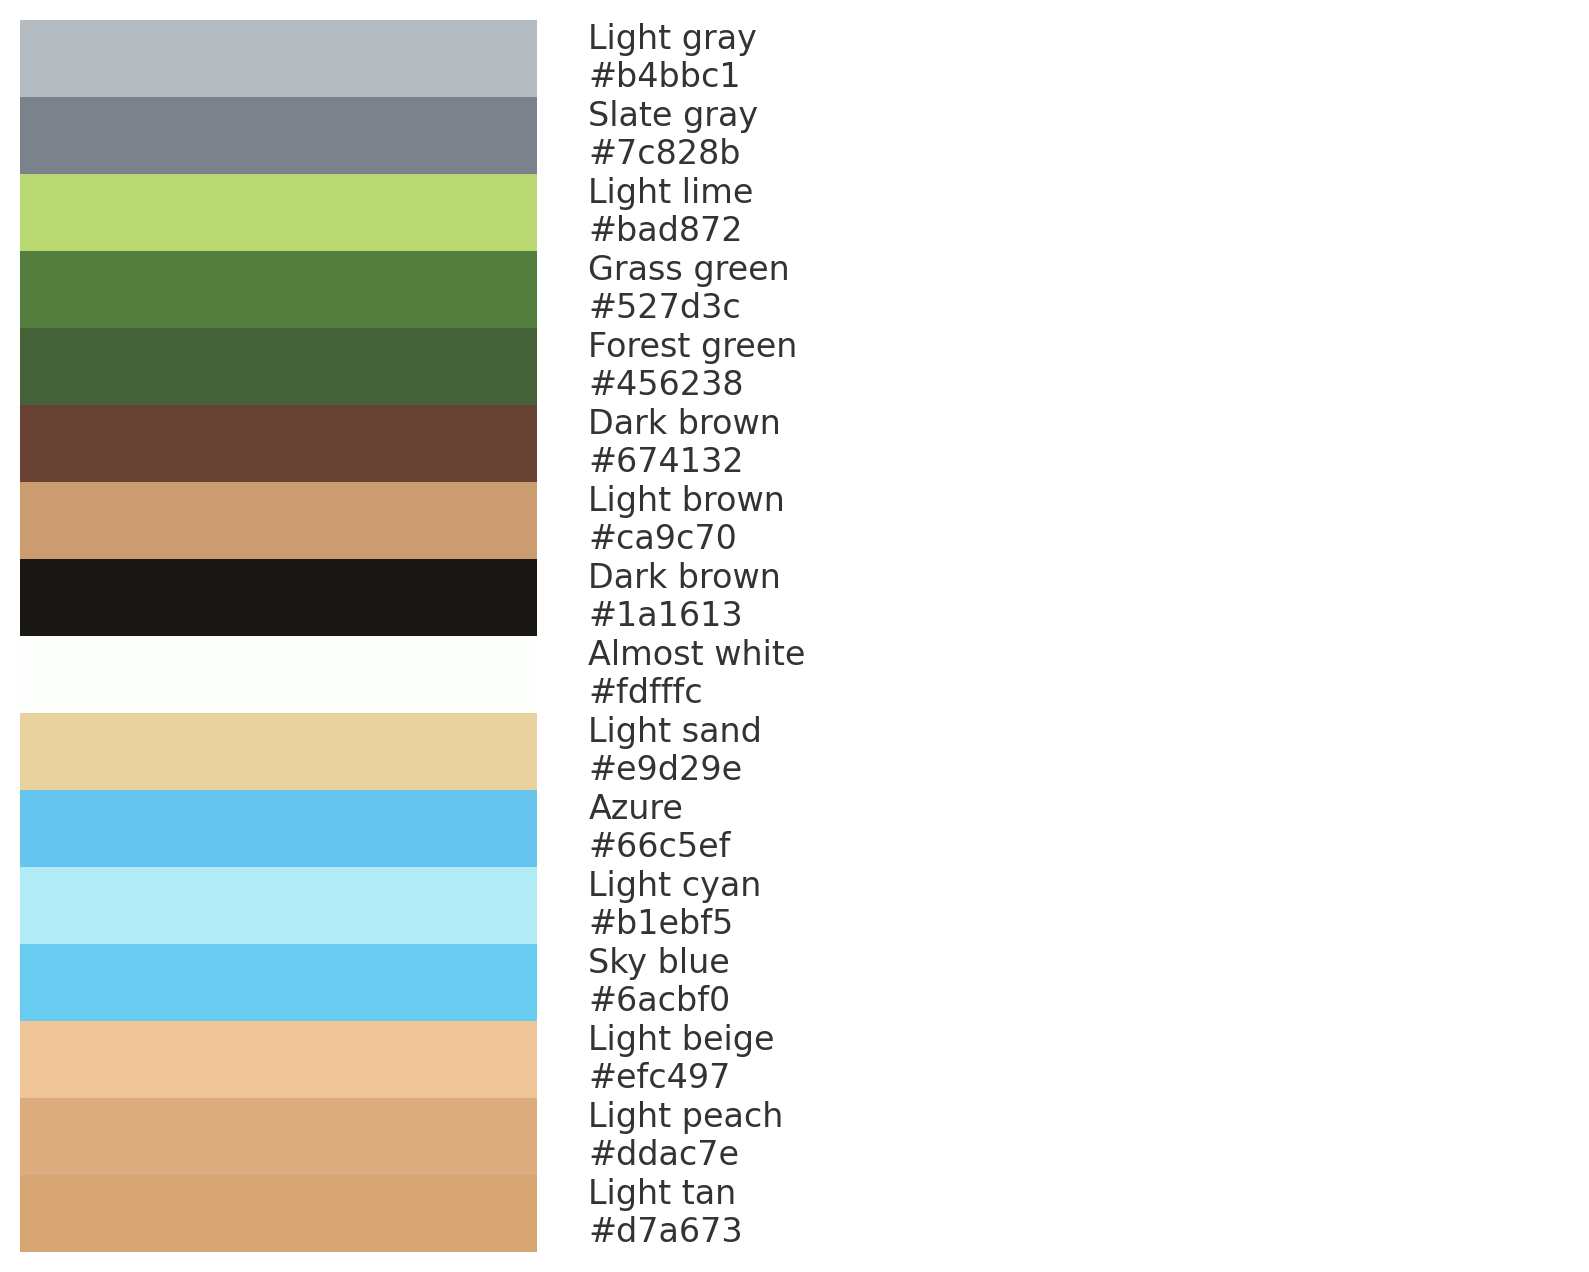 Light gray
#b4bbc1
Slate gray
#7c828b
Light lime
#bad872
Grass green
#527d3c
Forest green
#456238
Dark brown
#674132
Light brown
#ca9c70
Dark brown
#1a1613
Almost white
#fdfffc
Light sand
#e9d29e
Azure
#66c5ef
Light cyan
#b1ebf5
Sky blue
#6acbf0
Light beige
#efc497
Light peach
#ddac7e
Light tan
#d7a673